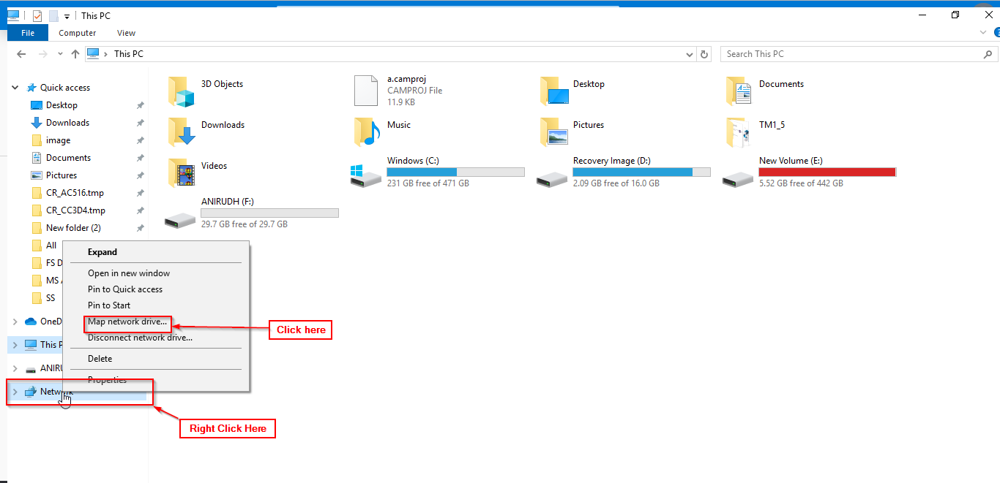 This PC
File
Computer
View
This PC
Search This PC
Quick access
Desktop
Downloads
image
Documents
Pictures
CR_AC516.tmp
CR_CC3D4.tmp
New folder (2)
All
FS D
MS A
SS
OneD
This P
ANIRU
Network
3D Objects
a.camproj
CAMPROJ File
11.9 KB
Desktop
Documents
Downloads
Music
Pictures
TM1_5
Videos
Windows (C:)
231 GB free of 471 GB
Recovery Image (D:)
2.09 GB free of 16.0 GB
New Volume (E:)
5.52 GB free of 442 GB
ANIRUDH (F:)
29.7 GB free of 29.7 GB
Expand
Open in new window
Pin to Quick access
Pin to Start
Map network drive...
Disconnect network drive...
Delete
Properties
Click here
Right Click Here